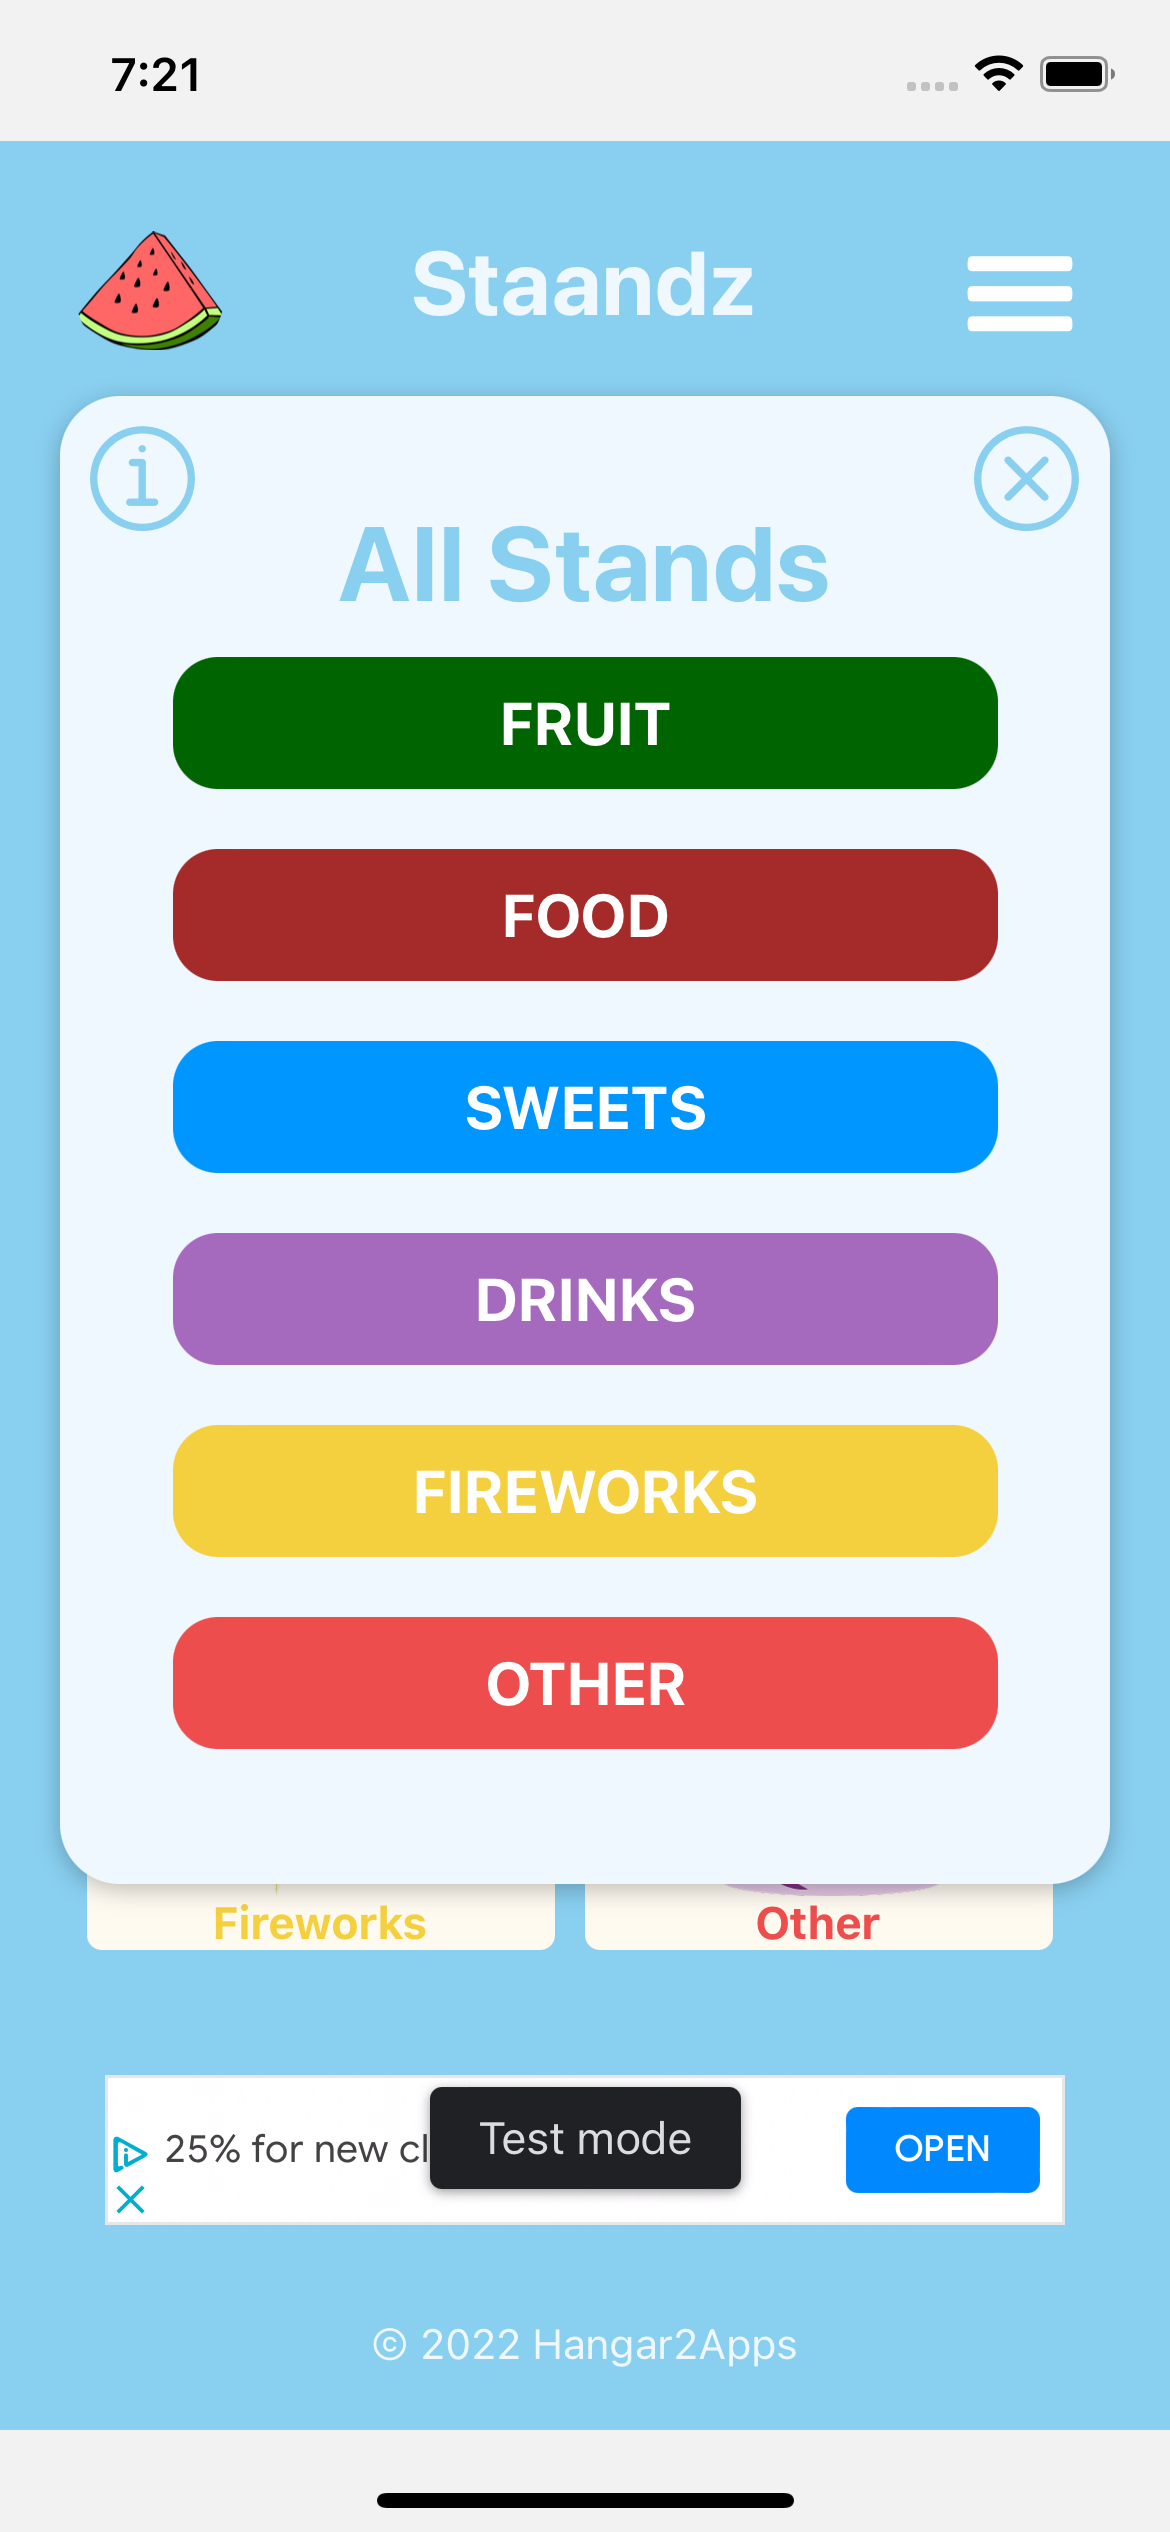 7:21
Staandz
All Stands
FRUIT
FOOD
SWEETS
DRINKS
FIREWORKS
OTHER
Fireworks
Other
25% for new cl
Test mode
OPEN
© 2022 Hangar2Apps